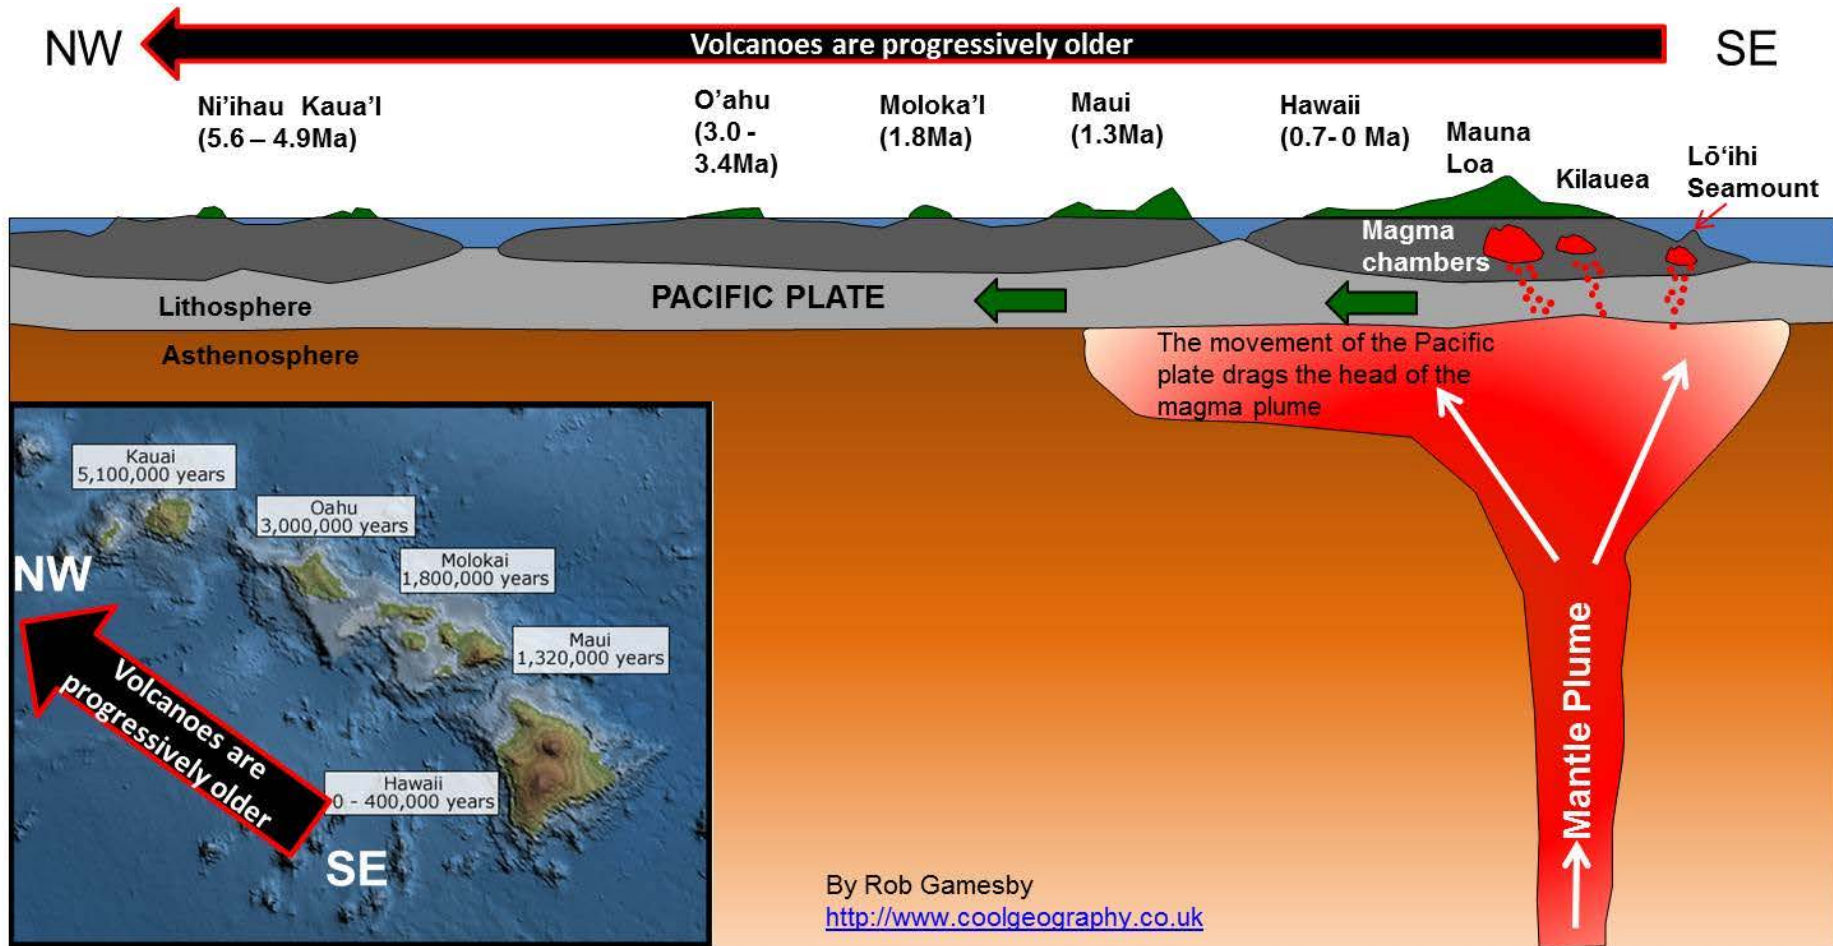 NW
Volcanoes are progressively older
SE
Ni'ihau Kaua'I
(5.6 – 4.9Ma)
O'ahu
(3.0 -
3.4Ma)
Moloka'I
(1.8Ma)
Maui
(1.3Ma)
Hawaii
(0.7- 0 Ma)
Mauna
Loa
Kilauea
Lō‘ihi
Seamount
Magma
chambers
Lithosphere
PACIFIC PLATE
Asthenosphere
The movement of the Pacific
plate drags the head of the
magma plume
Mantle Plume
Kauai
5,100,000 years
Oahu
3,000,000 years
Molokai
1,800,000 years
Maui
1,320,000 years
Hawaii
0 - 400,000 years
NW
Volcanoes are
progressively older
SE
By Rob Gamesby
http://www.coolgeography.co.uk